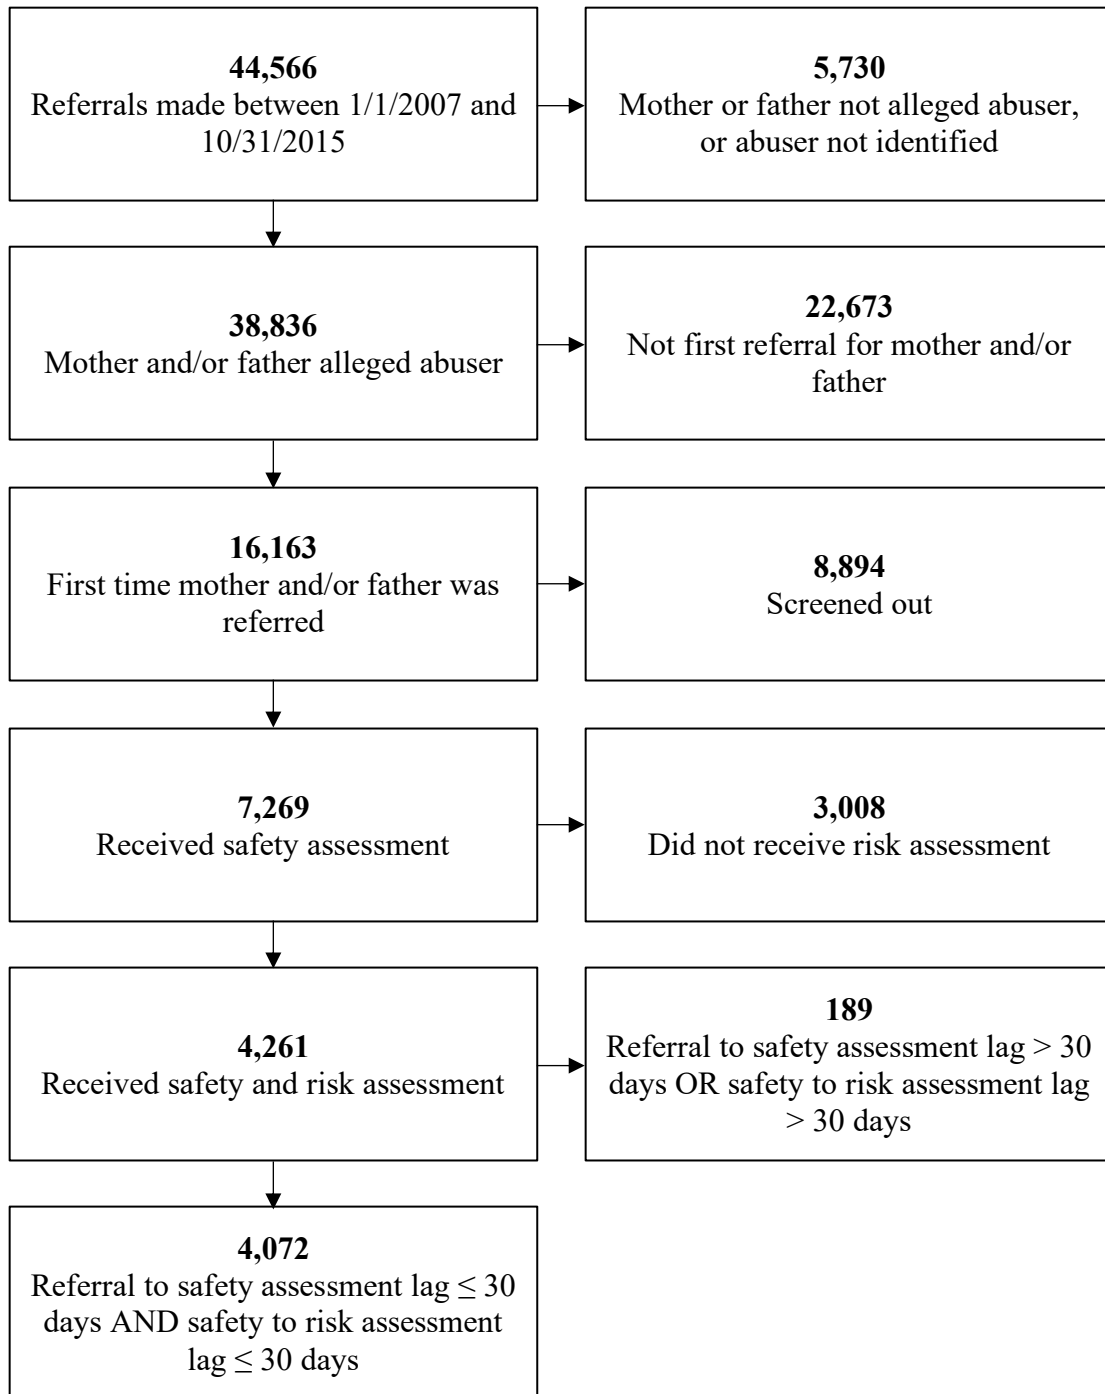 44,566
Referrals made between 1/1/2007 and
10/31/2015
5,730
Mother or father not alleged abuser,
or abuser not identified
38,836
Mother and/or father alleged abuser
22,673
Not first referral for mother and/or
father
16,163
First time mother and/or father was
referred
8,894
Screened out
7,269
Received safety assessment
3,008
Did not receive risk assessment
4,261
Received safety and risk assessment
189
Referral to safety assessment lag > 30
days OR safety to risk assessment lag
> 30 days
4,072
Referral to safety assessment lag ≤ 30
days AND safety to risk assessment
lag ≤ 30 days